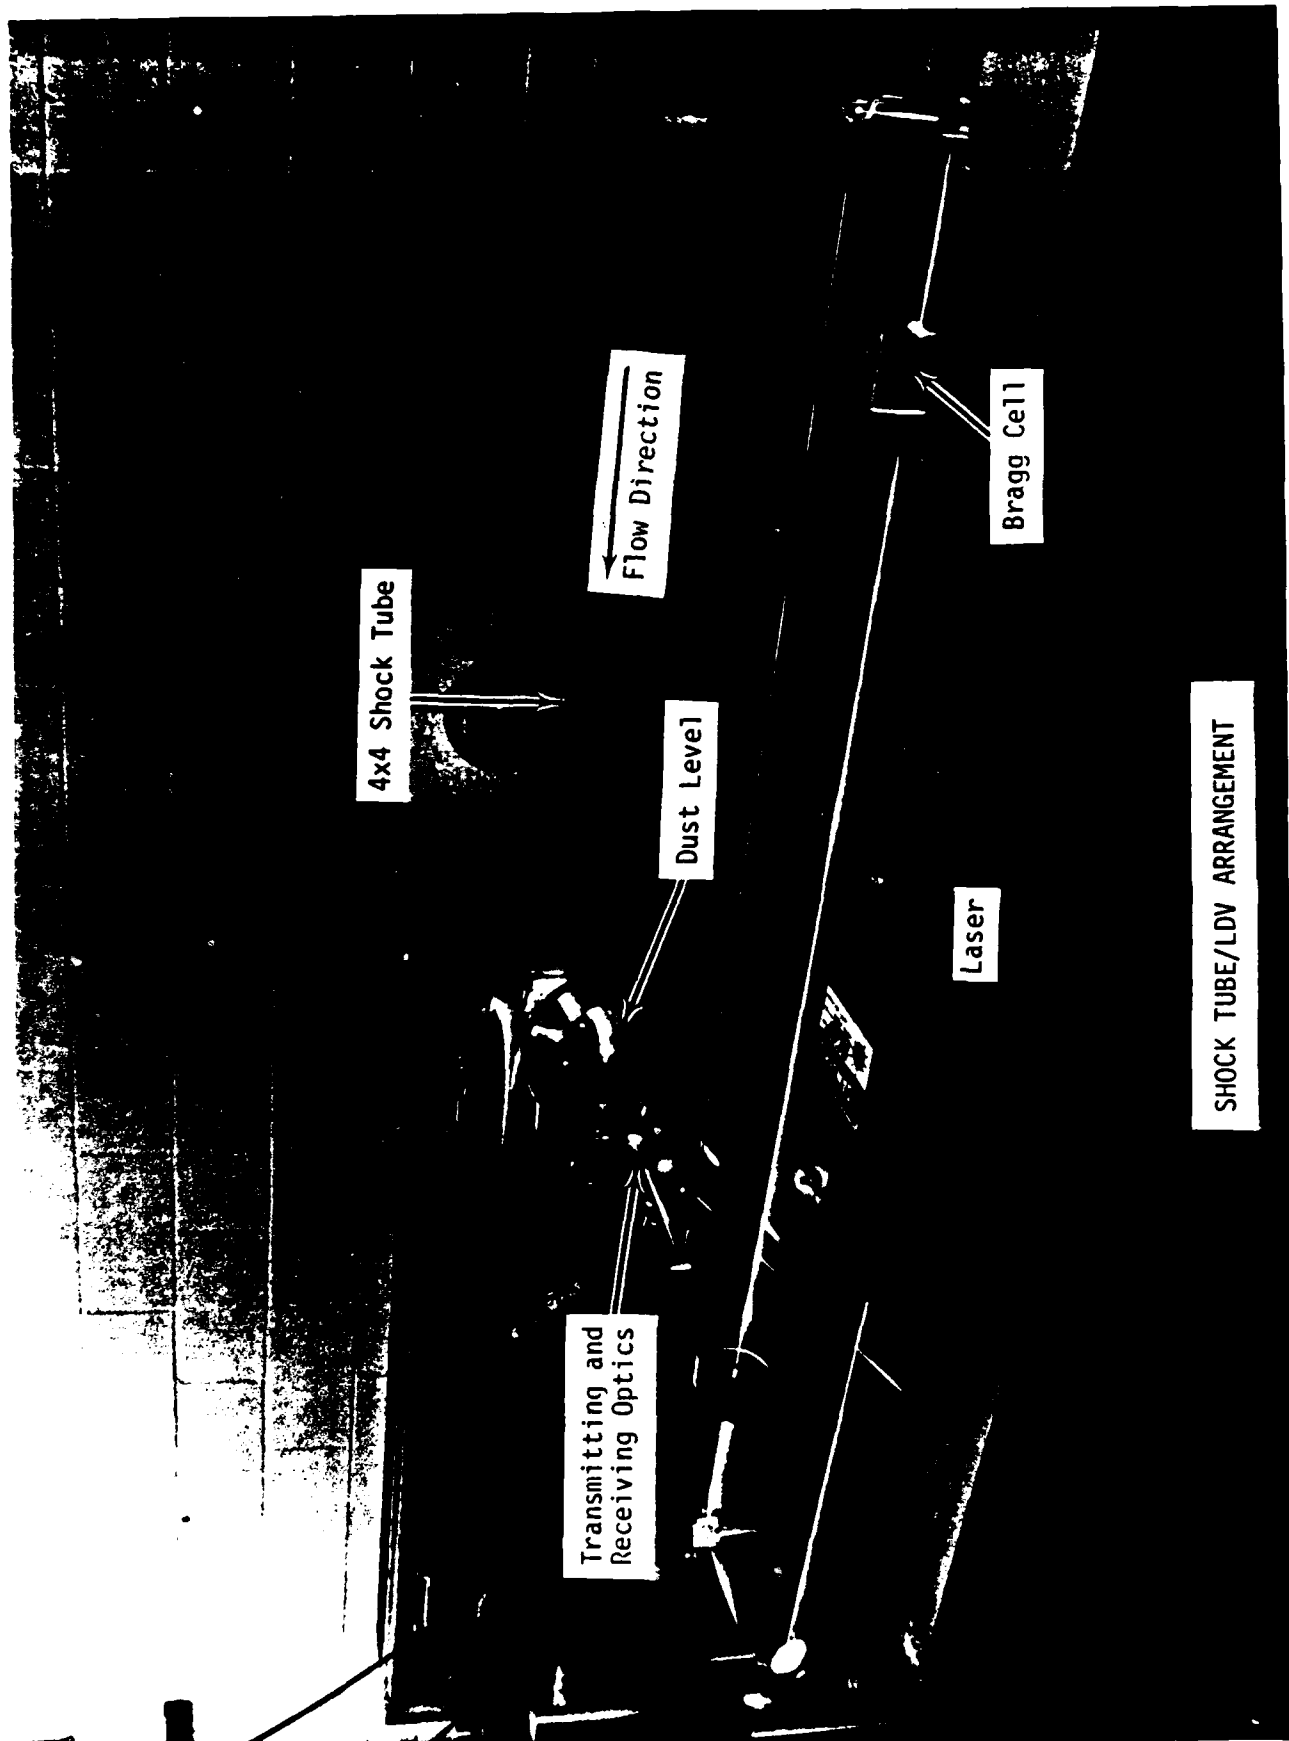 4x4 Shock Tube
Flow Direction
Dust Level
Transmitting and
Receiving Optics
Bragg Cell
Laser
SHOCK TUBE/LDV ARRANGEMENT